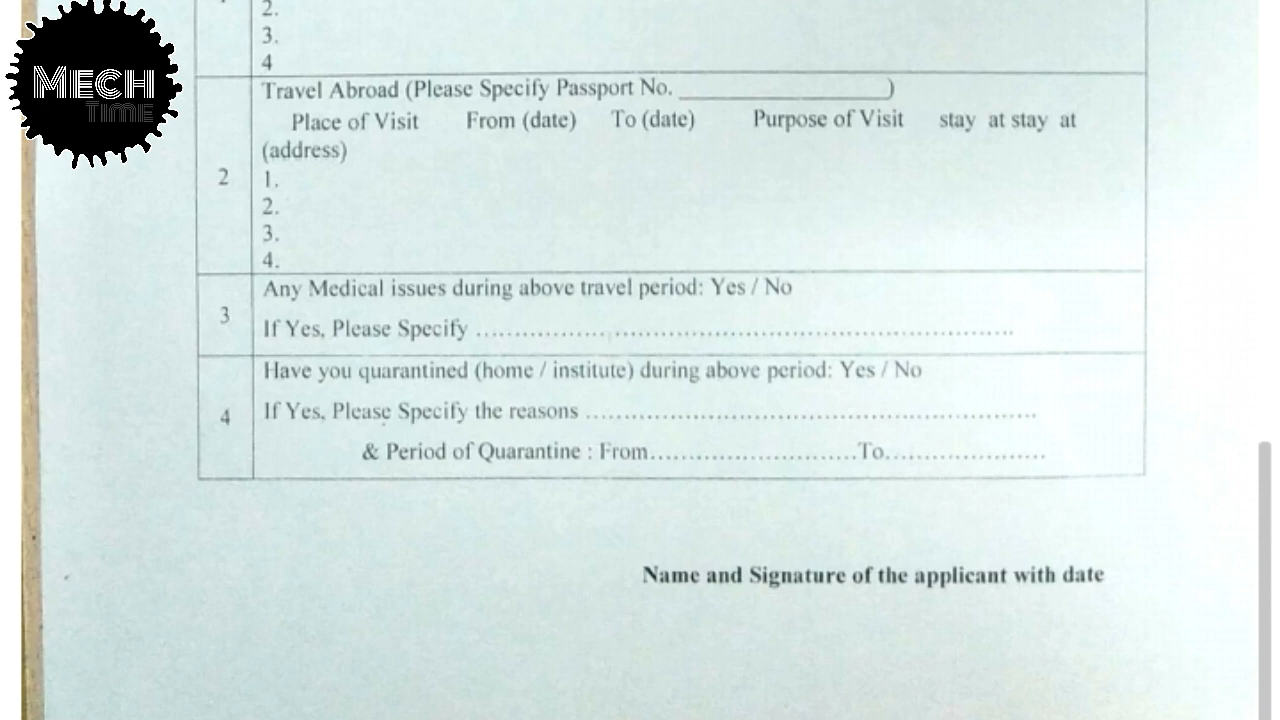 MECH
TIME
2.
3.
4
Travel Abroad (Please Specify Passport No. ____________________)
Place of Visit From (date) To (date) Purpose of Visit stay at stay at
(address)
2
1.
2.
3.
4.
Any Medical issues during above travel period: Yes / No
3
If Yes, Please Specify ......................................................................................
Have you quarantined (home / institute) during above period: Yes / No
4
If Yes, Please Specify the reasons ........................................................................
& Period of Quarantine : From.................................To..........................
Name and Signature of the applicant with date